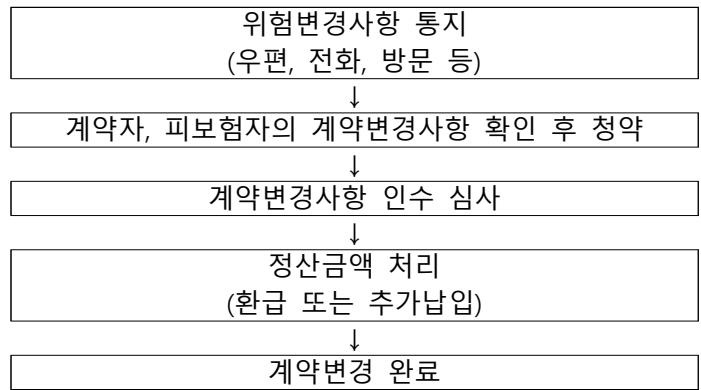 위험변경사항 통지
(우편, 전화, 방문 등)
↓
계약자, 피보험자의 계약변경사항 확인 후 청약
↓
계약변경사항 인수 심사
↓
정산금액 처리
(환급 또는 추가납입)
↓
계약변경 완료